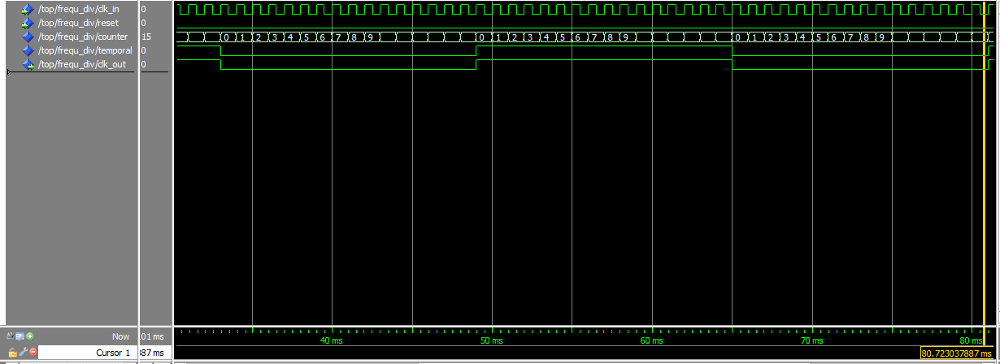 /top/frequ_div/clk_in 0
/top/frequ_div/reset 0
/top/frequ_div/counter 15 0 1 2 3 4 5 6 7 8 9 0 1 2 3 4 5 6 7 8 9 0 1 2 3 4 5 6 7 8 9
/top/frequ_div/temporal 0
/top/frequ_div/clk_out 0
Now .01 ms 40 ms 50 ms 60 ms 70 ms 80 ms
Cursor 1 387 ms 80.723037887 ms